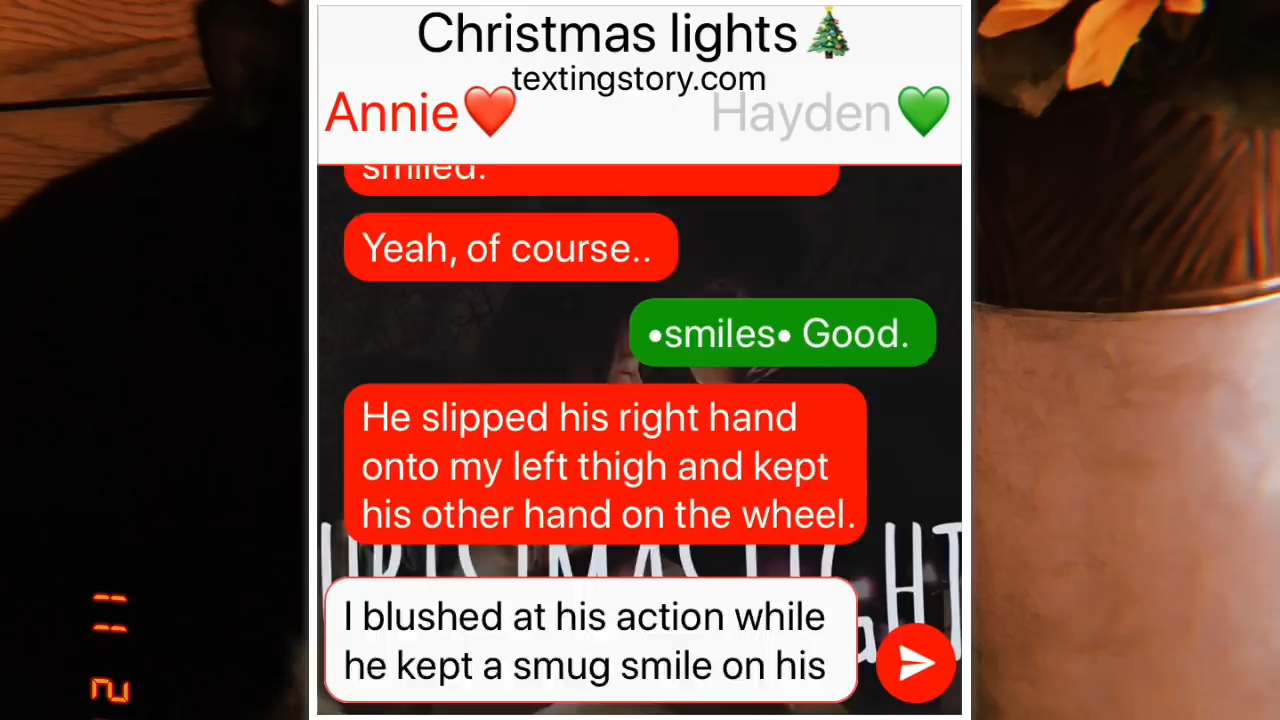 Christmas lights🎄
textingstory.com
Annie❤️ Hayden💚
smiled.
Yeah, of course..
•smiles• Good.
He slipped his right hand
onto my left thigh and kept
his other hand on the wheel.
I blushed at his action while
he kept a smug smile on his